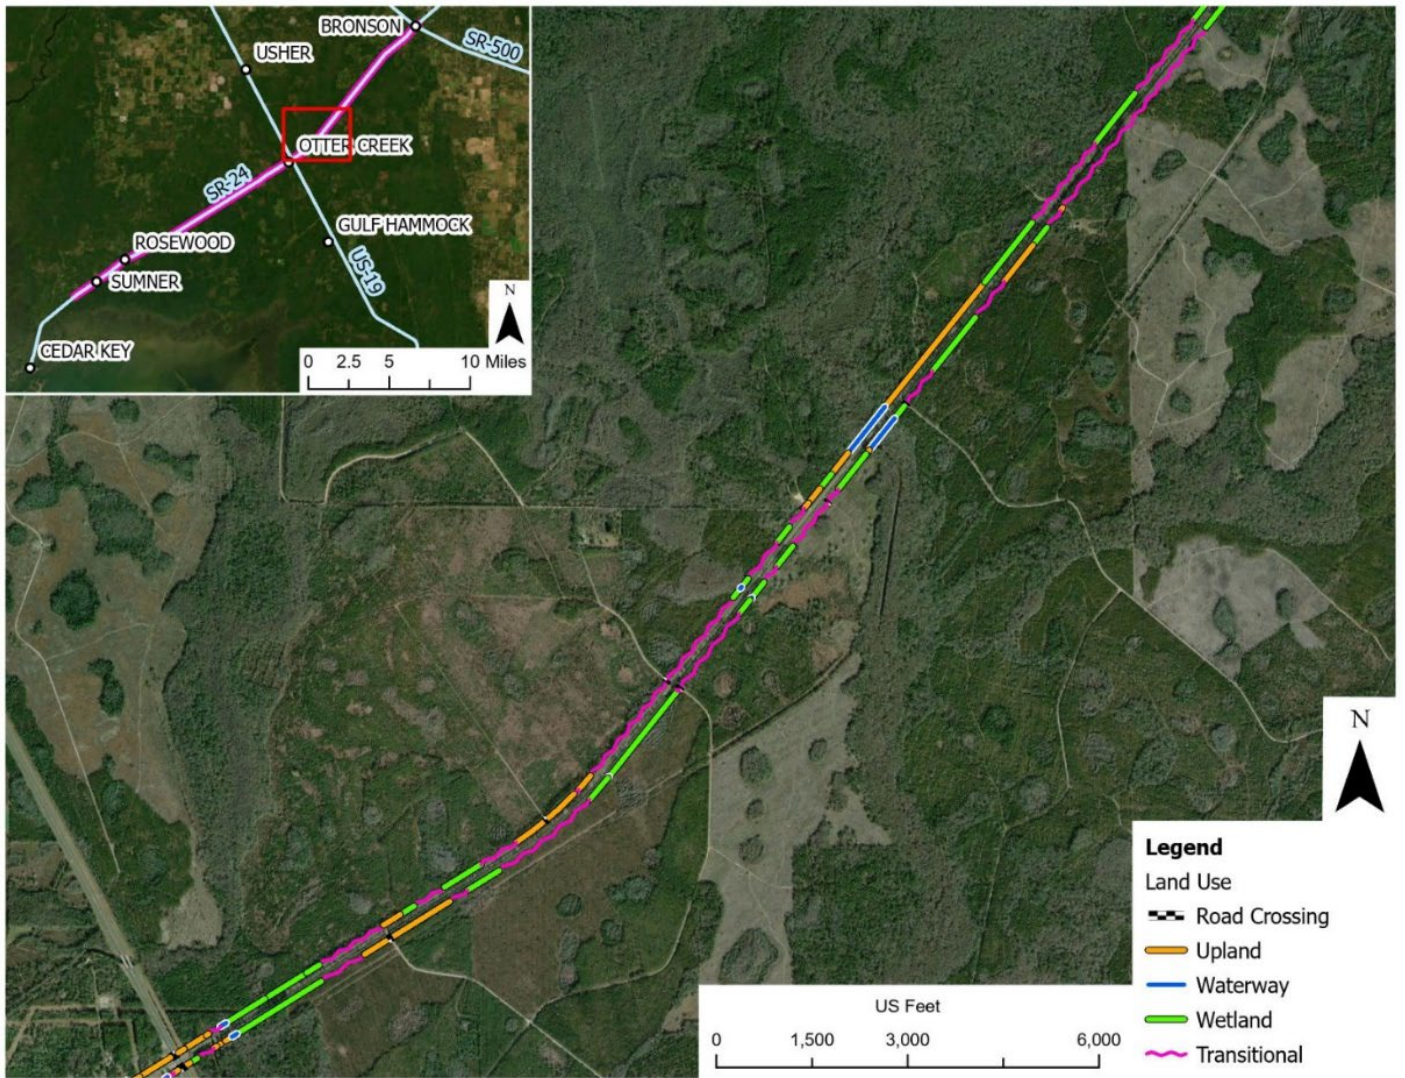 BRONSON
USHER
SR-500
OTTER CREEK
SR-24
GULF HAMMOCK
ROSEWOOD
US-19
SUMNER
N
CEDAR KEY
0 2.5 5 10 Miles
N
Legend
Land Use
Road Crossing
Upland
Waterway
Wetland
Transitional
US Feet
0 1,500 3,000 6,000